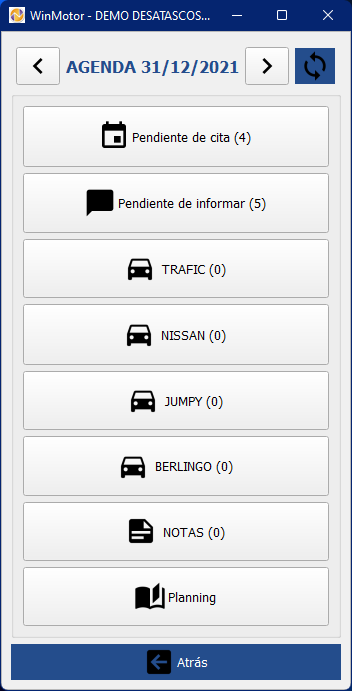 WinMotor - DEMO DESATASCOS...
AGENDA 31/12/2021
Pendiente de cita (4)
Pendiente de informar (5)
TRAFIC (0)
NISSAN (0)
JUMPY (0)
BERLINGO (0)
NOTAS (0)
Planning
Atrás